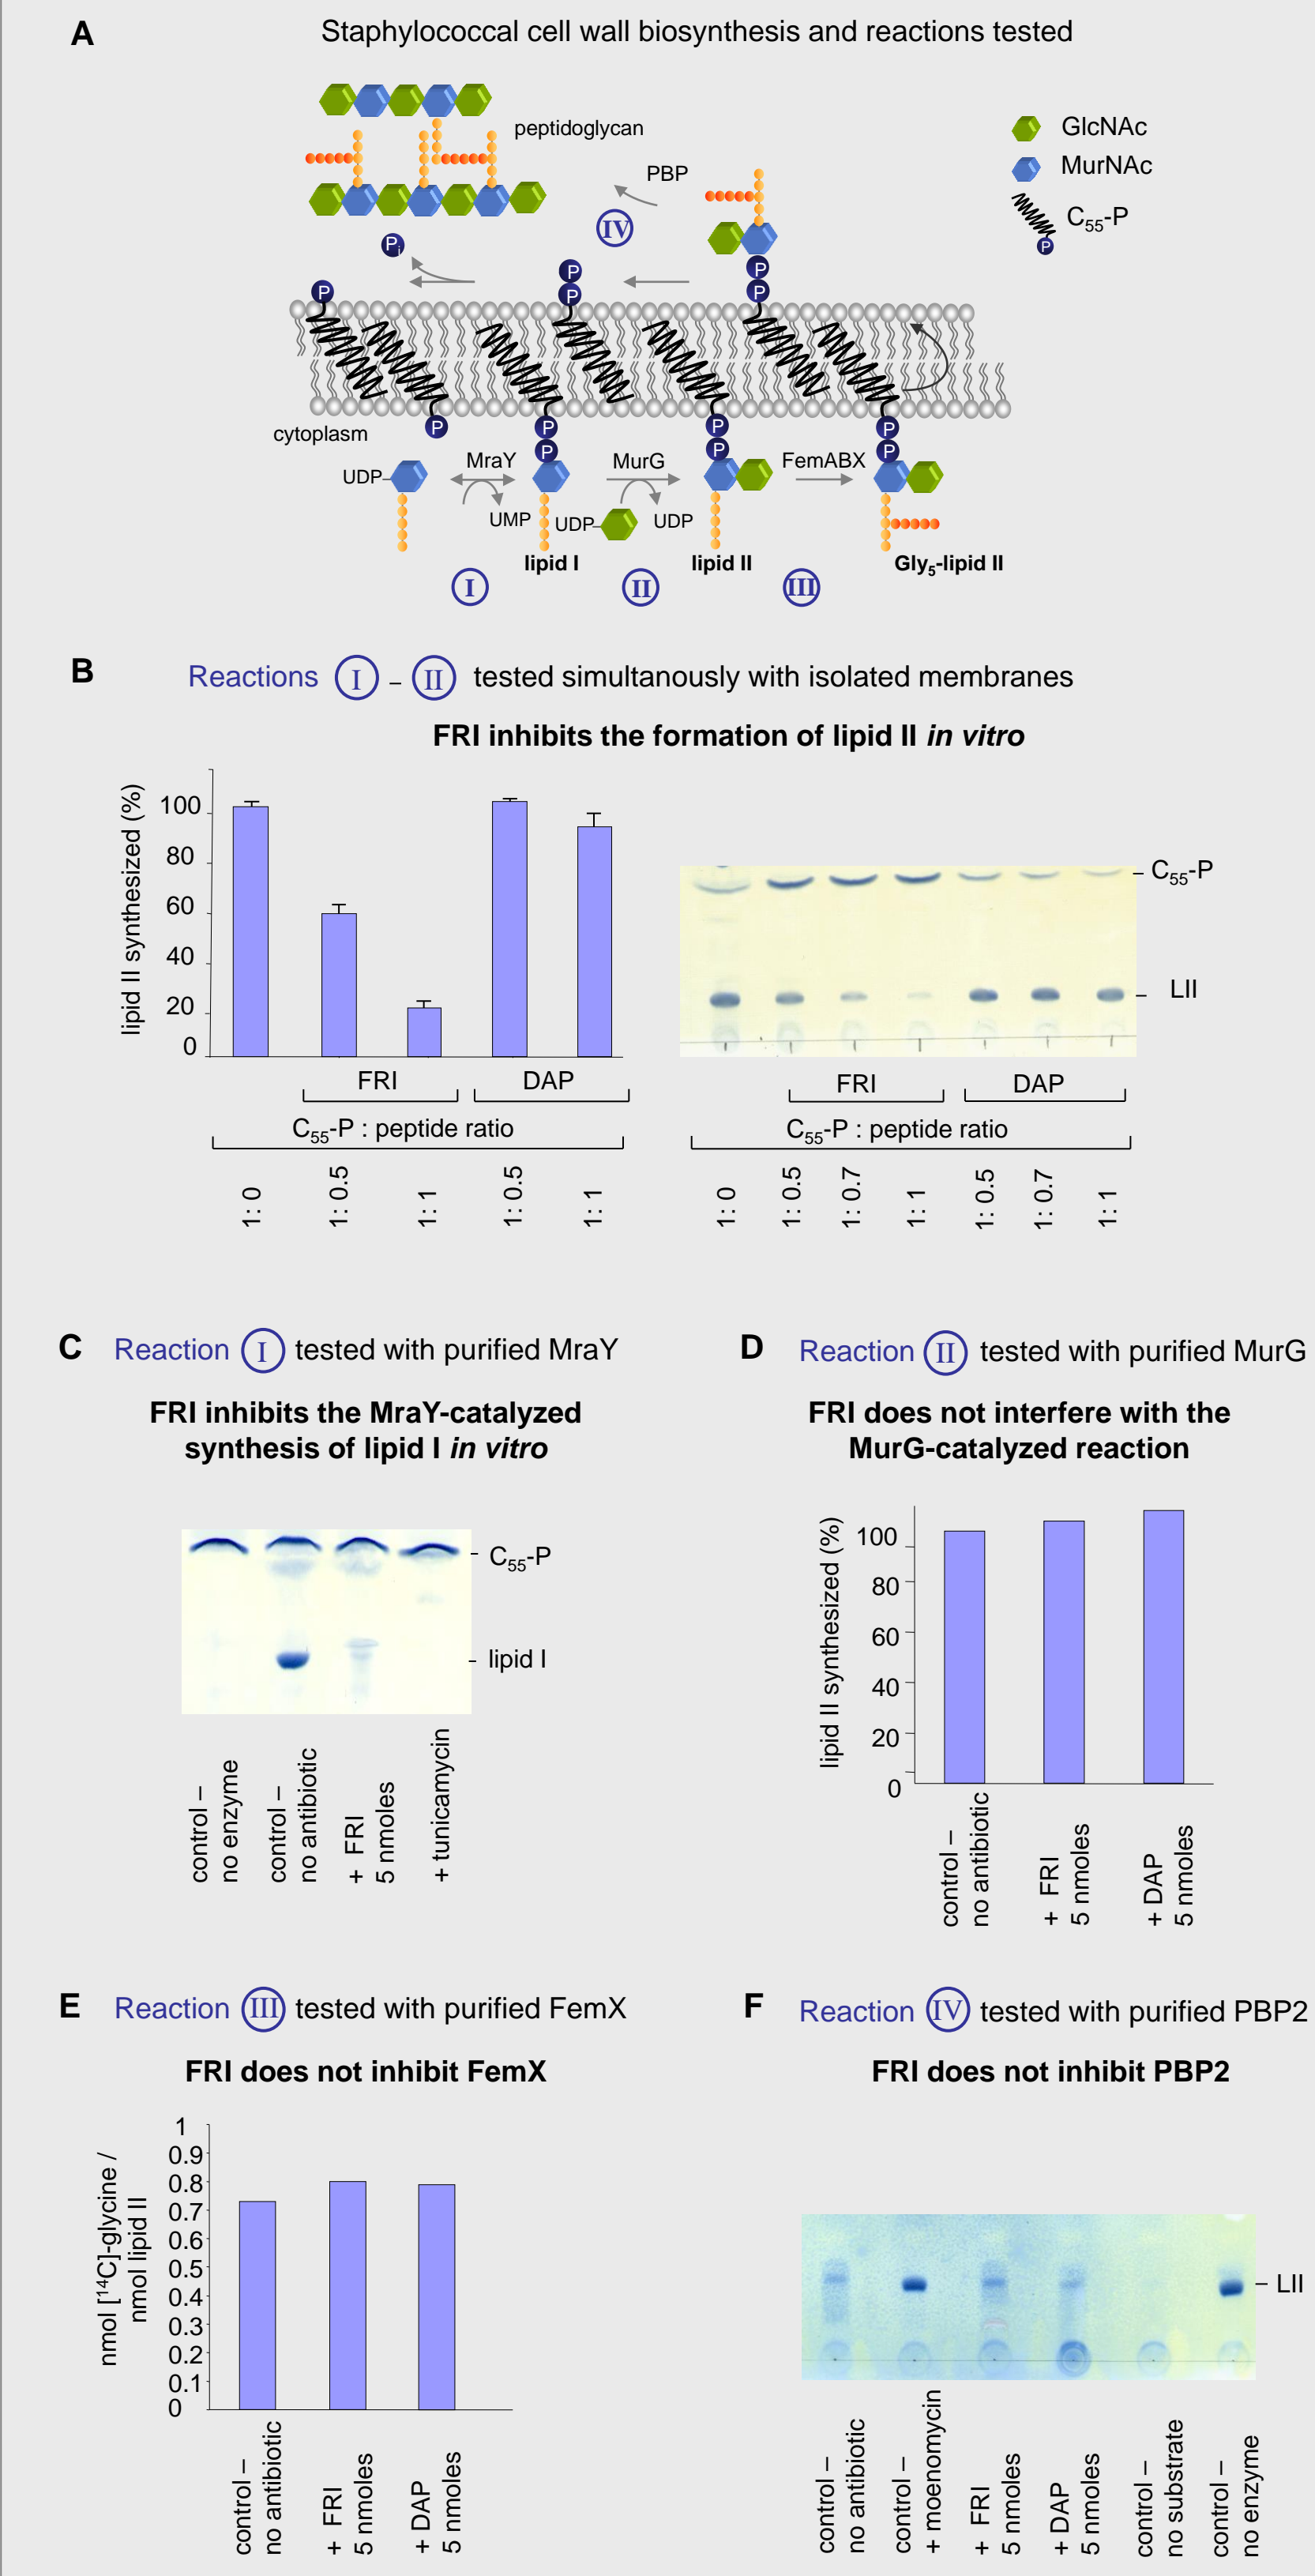 A
Staphylococcal cell wall biosynthesis and reactions tested
peptidoglycan
GlcNAc
MurNAc
C55-P
P
PBP
IV
Pi
P
P
P
P
P
P
cytoplasm
P
P
P
P
P
P
P
UDP
MraY
UMP
MurG
UDP
UDP
FemABX
lipid I
lipid II
Gly5-lipid II
I
II
III
B
Reactions I – II tested simultanously with isolated membranes
FRI inhibits the formation of lipid II in vitro
lipid II synthesized (%)
100
80
60
40
20
0
FRI
DAP
C55-P : peptide ratio
1: 0
1: 0.5
1: 1
1: 0.5
1: 1
C55-P
LII
FRI
DAP
C55-P : peptide ratio
1: 0
1: 0.5
1: 0.7
1: 1
1: 0.5
1: 0.7
1: 1
C
Reaction I tested with purified MraY
FRI inhibits the MraY-catalyzed
synthesis of lipid I in vitro
C55-P
lipid I
control –
no enzyme
control –
no antibiotic
+ FRI
5 nmoles
+ tunicamycin
D
Reaction II tested with purified MurG
FRI does not interfere with the
MurG-catalyzed reaction
lipid II synthesized (%)
100
80
60
40
20
0
control –
no antibiotic
+ FRI
5 nmoles
+ DAP
5 nmoles
E
Reaction III tested with purified FemX
FRI does not inhibit FemX
nmol [14C]-glycine /
nmol lipid II
1
0.9
0.8
0.7
0.6
0.5
0.4
0.3
0.2
0.1
0
control –
no antibiotic
+ FRI
5 nmoles
+ DAP
5 nmoles
F
Reaction IV tested with purified PBP2
FRI does not inhibit PBP2
LII
control –
no antibiotic
control –
+ moenomycin
+ FRI
5 nmoles
+ DAP
5 nmoles
control –
no substrate
control –
no enzyme